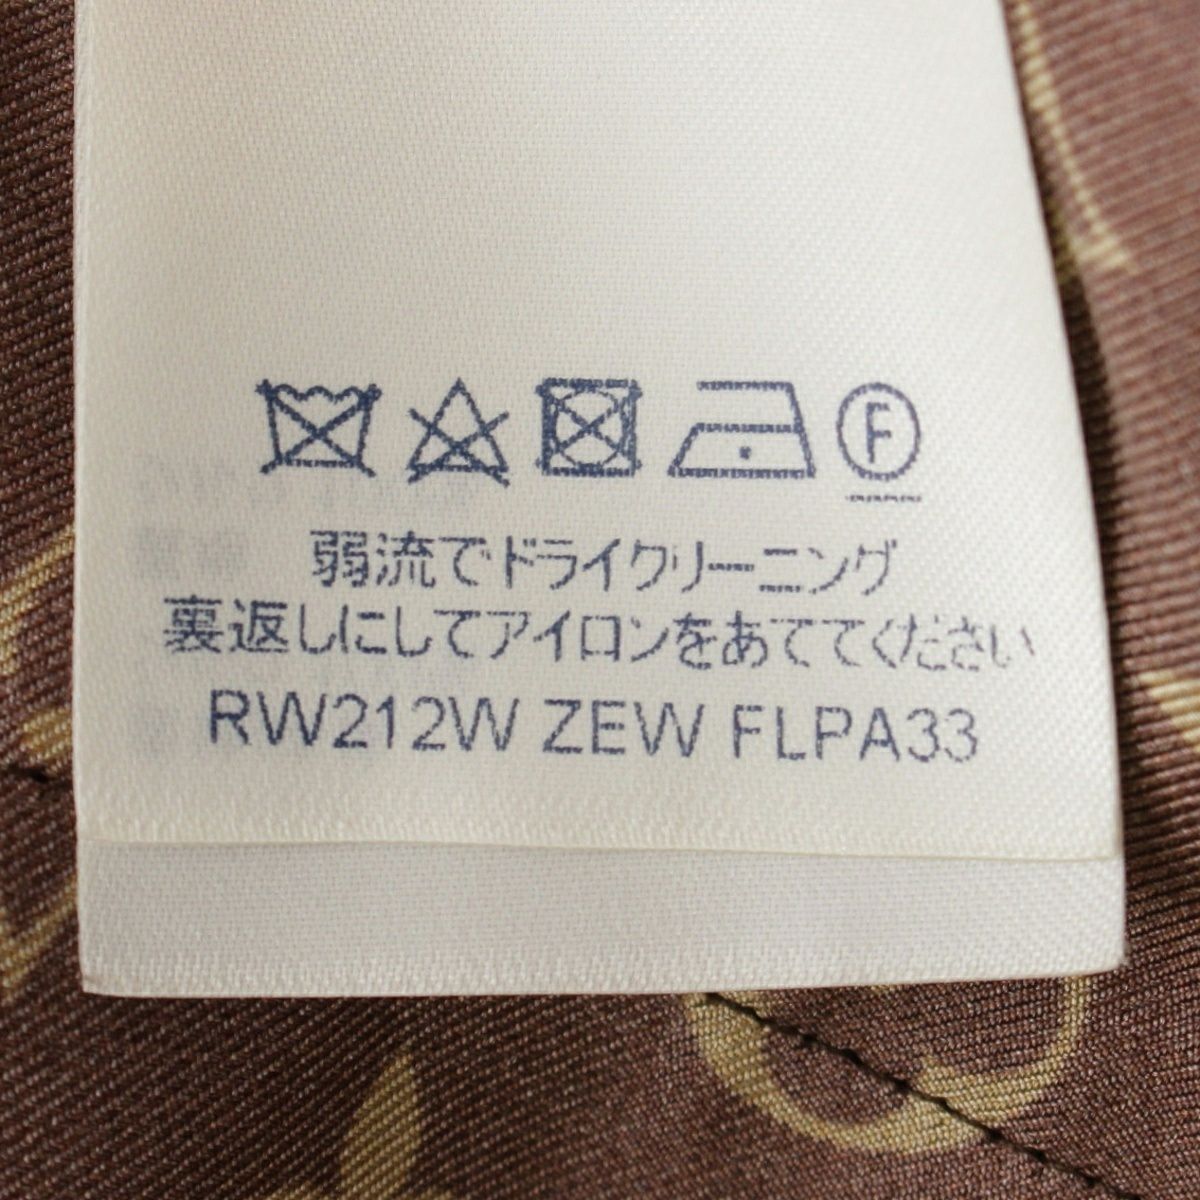 F
弱流でドライクリーニング
裏返しにしてアイロンをあててください
RW212W ZEW FLPA33